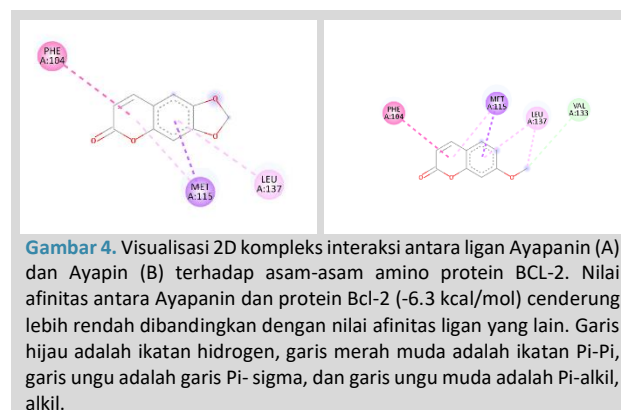 PHE
A:104
O
O
O
O
MET
A:115
LEU
A:137
PHE
A:104
MET
A:115
LEU
A:137
VAL
A:133
O
O
O
Gambar 4. Visualisasi 2D kompleks interaksi antara ligan Ayapanin (A)
dan Ayapin (B) terhadap asam-asam amino protein BCL-2. Nilai
afinitas antara Ayapanin dan protein Bcl-2 (-6.3 kcal/mol) cenderung
lebih rendah dibandingkan dengan nilai afinitas ligan yang lain. Garis
hijau adalah ikatan hidrogen, garis merah muda adalah ikatan Pi-Pi,
garis ungu adalah garis Pi- sigma, dan garis ungu muda adalah Pi-alkil,
alkil.